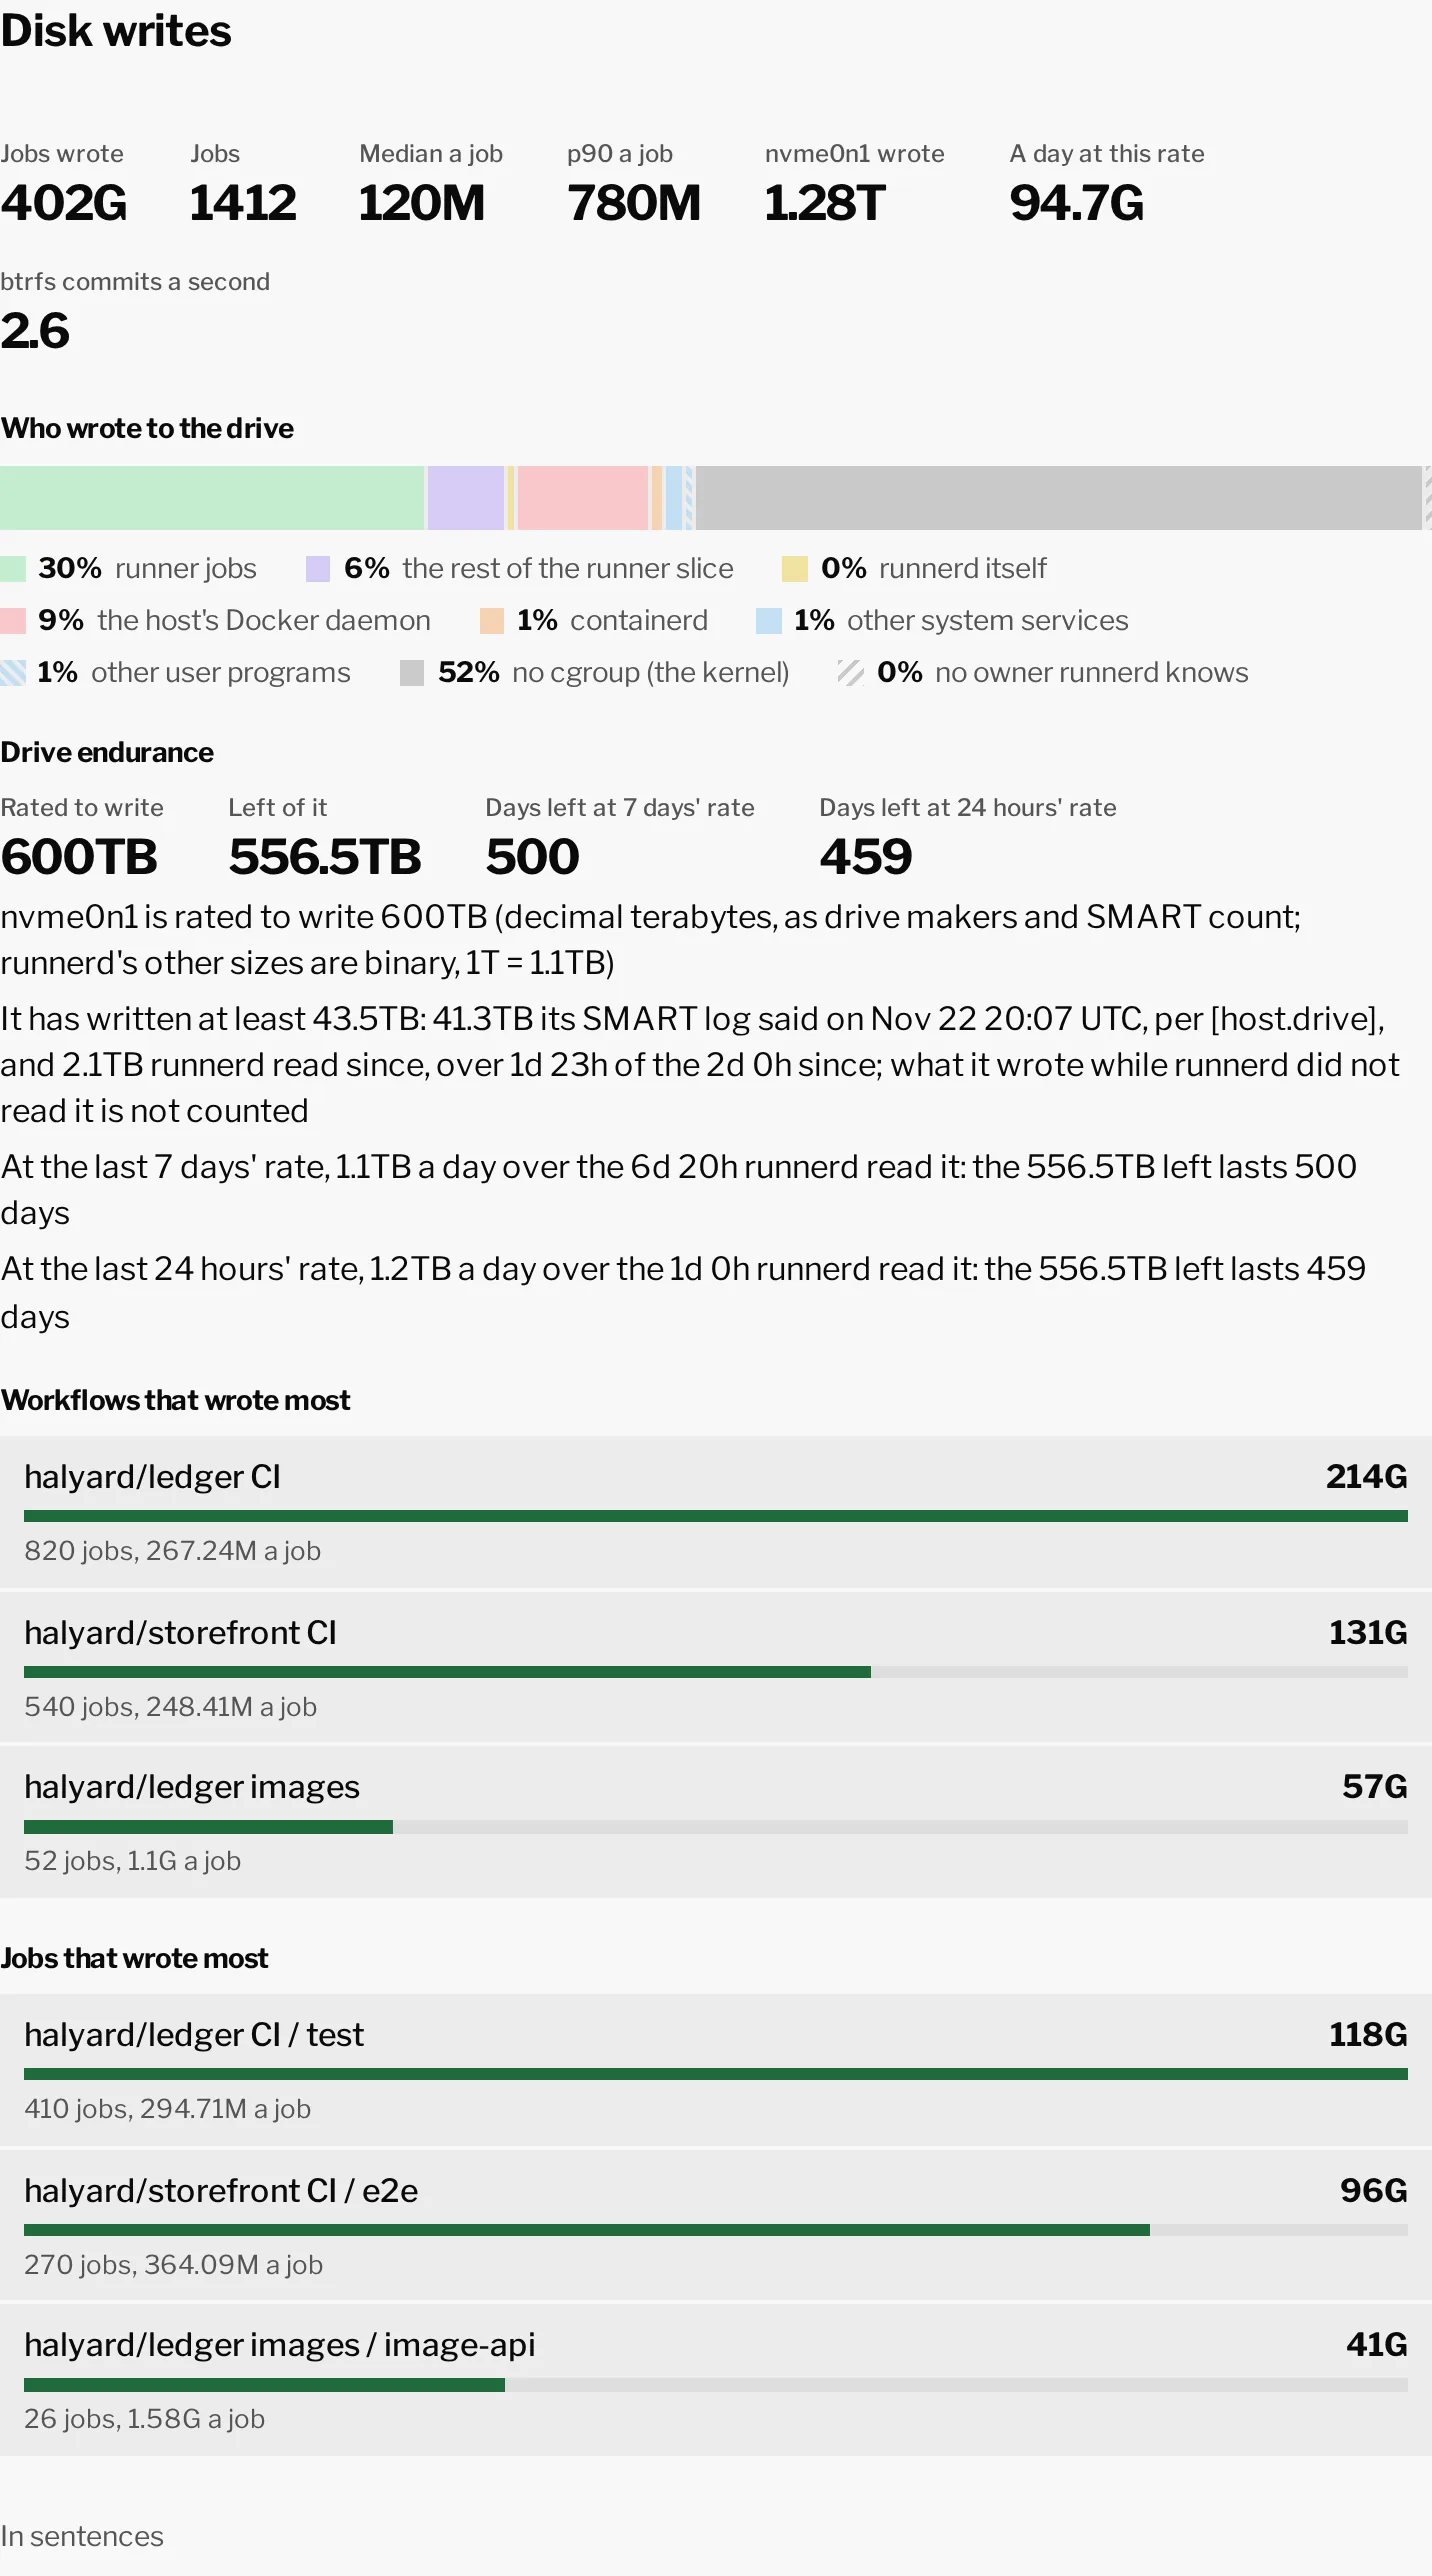 Disk writes
Jobs wrote
402G
Jobs
1412
Median a job
120M
p90 a job
780M
nvme0n1 wrote
1.28T
A day at this rate
94.7G
btrfs commits a second
2.6
Who wrote to the drive
30% runner jobs
6% the rest of the runner slice
0% runnerd itself
9% the host's Docker daemon
1% containerd
1% other system services
1% other user programs
52% no cgroup (the kernel)
0% no owner runnerd knows
Drive endurance
Rated to write
600TB
Left of it
556.5TB
Days left at 7 days' rate
500
Days left at 24 hours' rate
459
nvme0n1 is rated to write 600TB (decimal terabytes, as drive makers and SMART count;
runnerd's other sizes are binary, 1T = 1.1TB)
It has written at least 43.5TB: 41.3TB its SMART log said on Nov 22 20:07 UTC, per [host.drive],
and 2.1TB runnerd read since, over 1d 23h of the 2d 0h since; what it wrote while runnerd did not
read it is not counted
At the last 7 days' rate, 1.1TB a day over the 6d 20h runnerd read it: the 556.5TB left lasts 500
days
At the last 24 hours' rate, 1.2TB a day over the 1d 0h runnerd read it: the 556.5TB left lasts 459
days
Workflows that wrote most
halyard/ledger CI
214G
820 jobs, 267.24M a job
halyard/storefront CI
131G
540 jobs, 248.41M a job
halyard/ledger images
57G
52 jobs, 1.1G a job
Jobs that wrote most
halyard/ledger CI / test
118G
410 jobs, 294.71M a job
halyard/storefront CI / e2e
96G
270 jobs, 364.09M a job
halyard/ledger images / image-api
41G
26 jobs, 1.58G a job
In sentences